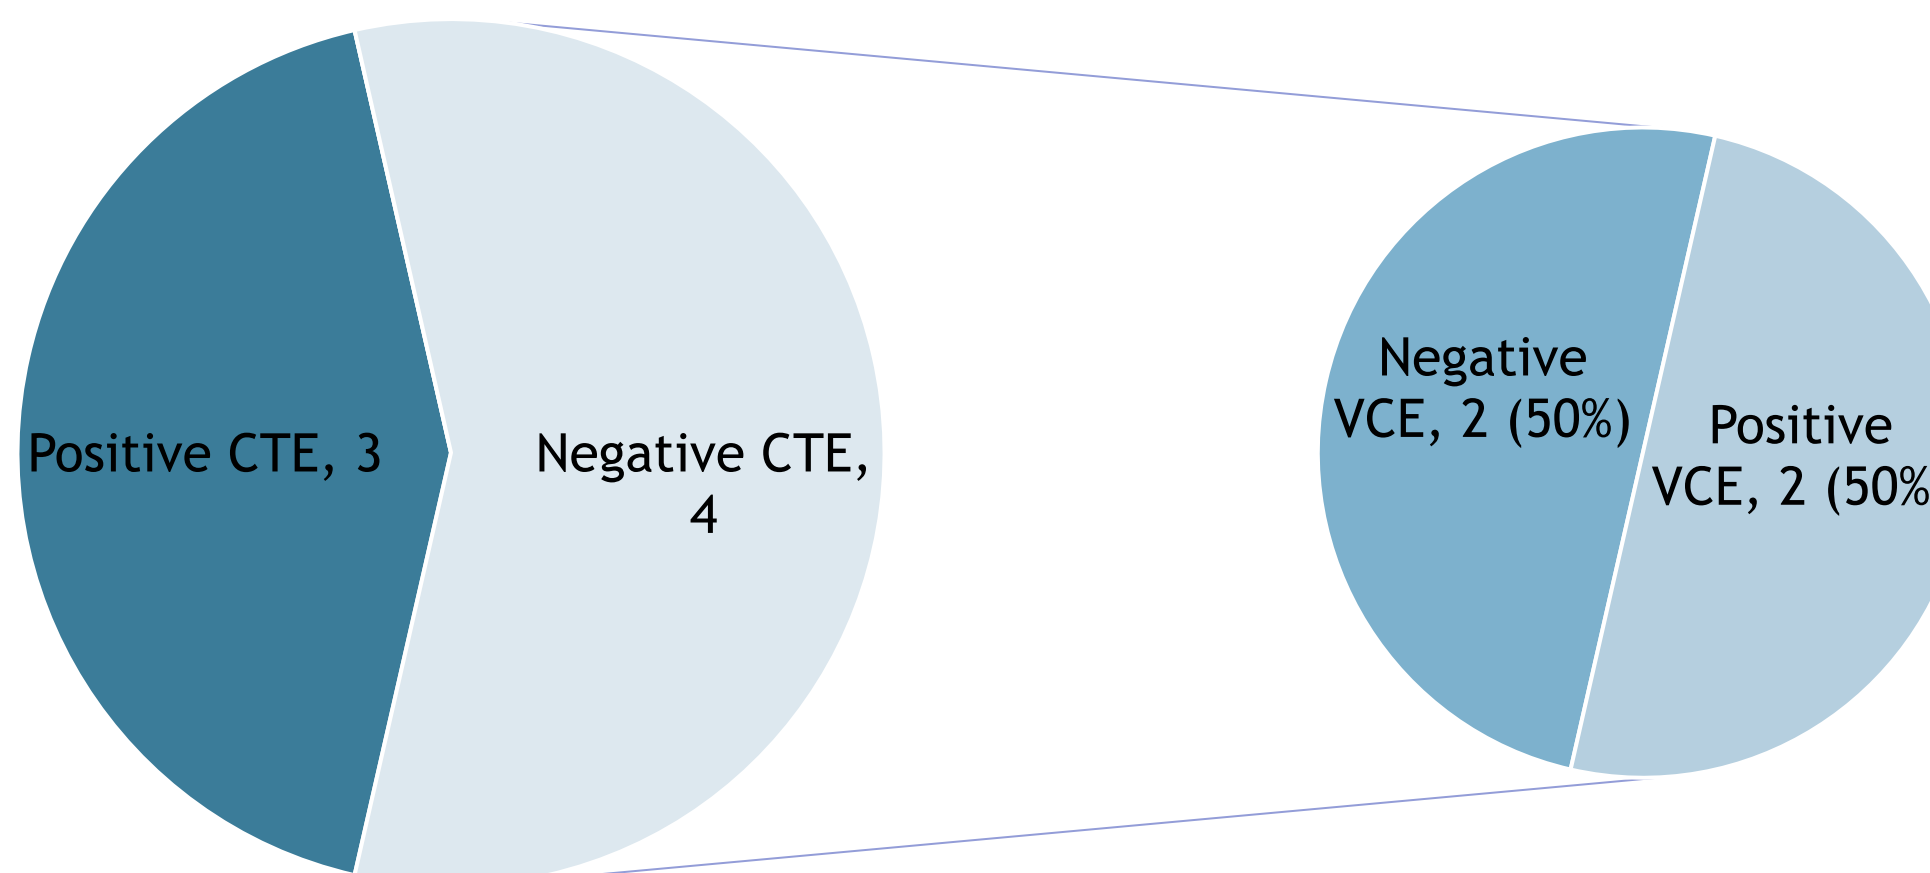 Positive CTE, 3
Negative CTE,
4
Negative
VCE, 2 (50%)
Positive
VCE, 2 (50%